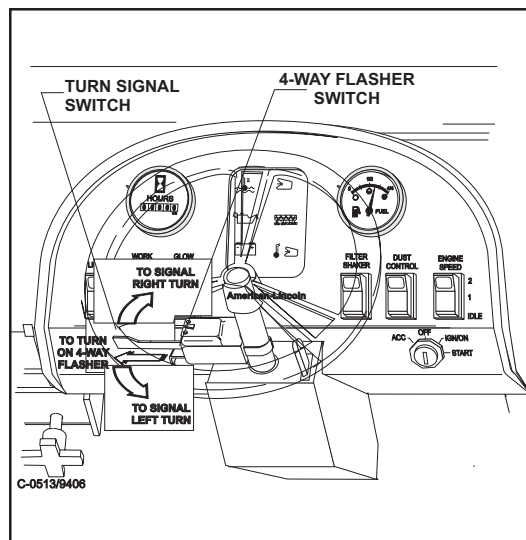 TURN SIGNAL
SWITCH
4-WAY FLASHER
SWITCH
HOURS
FUEL
WORK
GLOW
TO SIGNAL
RIGHT TURN
American-Lincoln
FILTER
SHAKER
DUST
CONTROL
ENGINE
SPEED
2
1
IDLE
TO TURN
ON 4-WAY
FLASHER
ACC
OFF
IGN/ON
START
TO SIGNAL
LEFT TURN
C-0513/9406